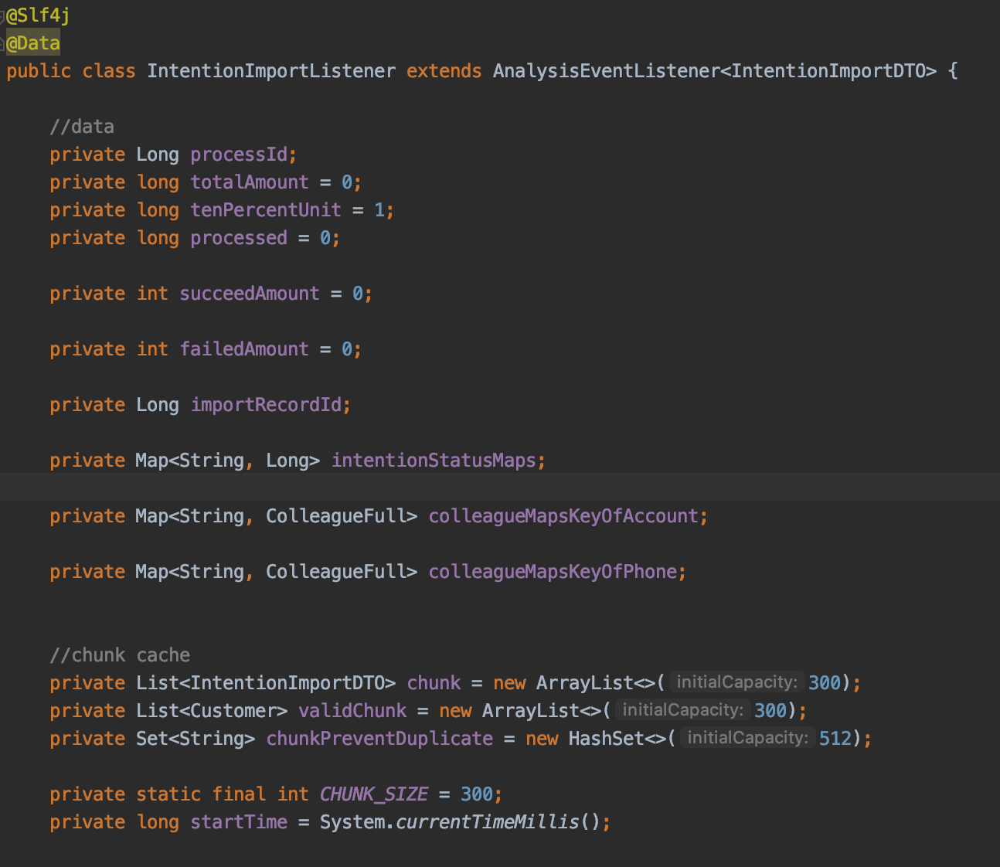 @Slf4j
@Data
public class IntentionImportListener extends AnalysisEventListener<IntentionImportDTO> {
//data
private Long processId;
private long totalAmount = 0;
private long tenPercentUnit = 1;
private long processed = 0;
private int succeedAmount = 0;
private int failedAmount = 0;
private Long importRecordId;
private Map<String, Long> intentionStatusMaps;
private Map<String, ColleagueFull> colleagueMapsKeyOfAccount;
private Map<String, ColleagueFull> colleagueMapsKeyOfPhone;
//chunk cache
private List<IntentionImportDTO> chunk = new ArrayList<>( initialCapacity: 300);
private List<Customer> validChunk = new ArrayList<>( initialCapacity: 300);
private Set<String> chunkPreventDuplicate = new HashSet<>( initialCapacity: 512);
private static final int CHUNK_SIZE = 300;
private long startTime = System.currentTimeMillis();